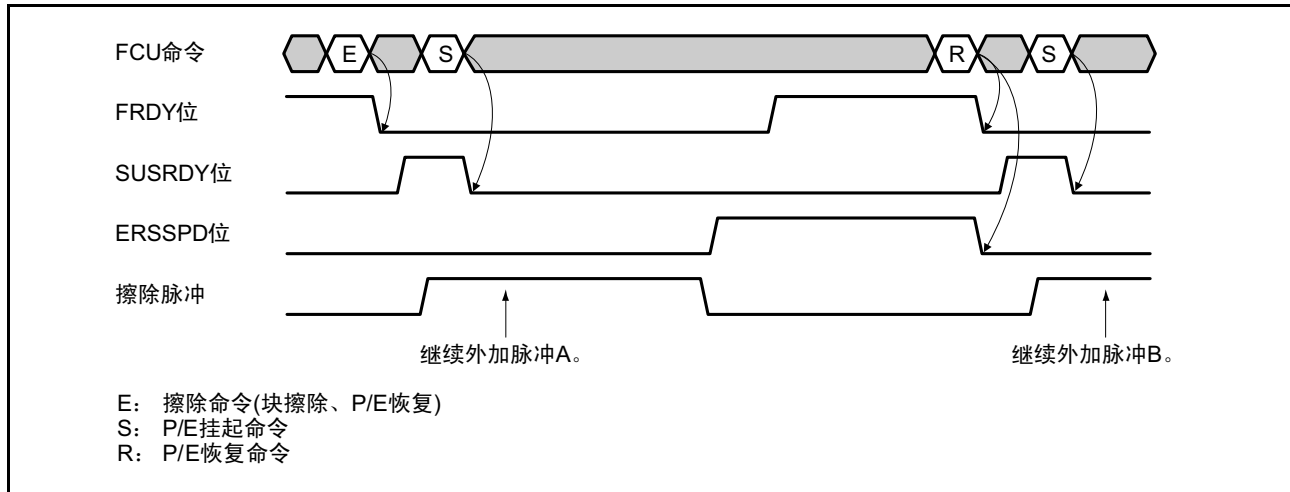 FCU命令 E S R S
FRDY位
SUSRDY位
ERSSPD位
擦除脉冲
继续外加脉冲A。 继续外加脉冲B。
E： 擦除命令(块擦除、P/E恢复)
S： P/E挂起命令
R： P/E恢复命令